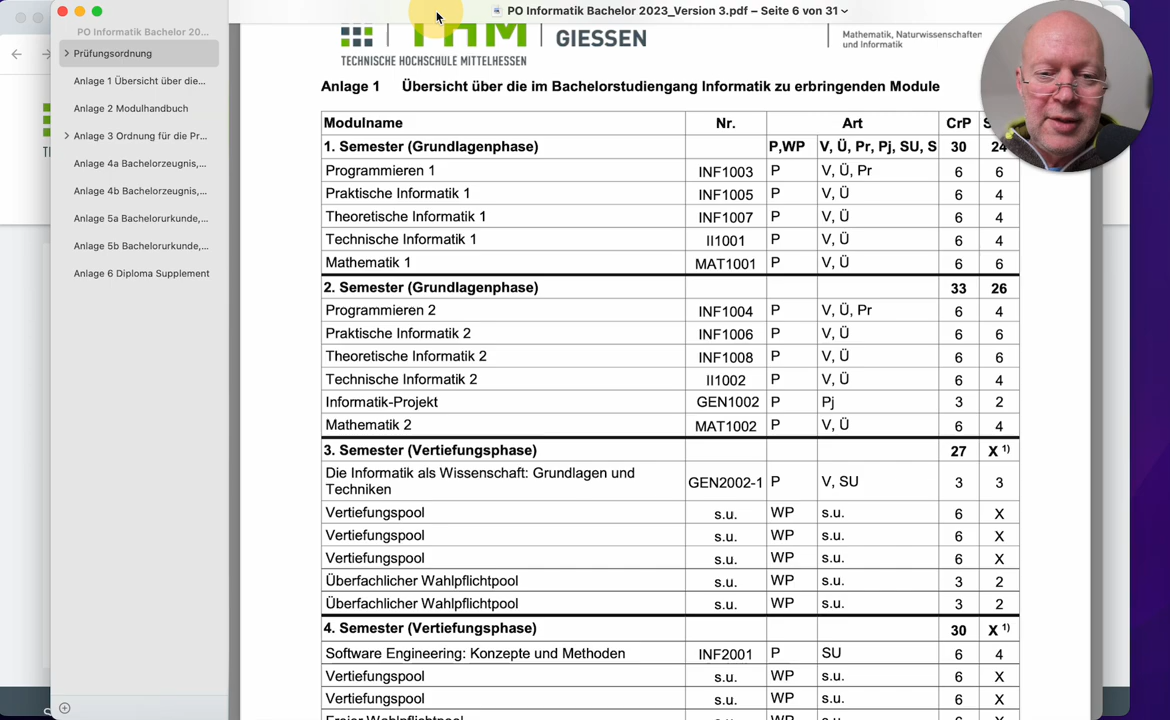 PO Informatik Bachelor 2023_Version 3.pdf – Seite 6 von 31
PO Informatik Bachelor 20...
Prüfungsordnung
Anlage 1 Übersicht über die...
Anlage 2 Modulhandbuch
Anlage 3 Ordnung für die Pr...
Anlage 4a Bachelorzeugnis,...
Anlage 4b Bachelorzeugnis,...
Anlage 5a Bachelorurkunde,...
Anlage 5b Bachelorurkunde,...
Anlage 6 Diploma Supplement
THM GIESSEN
TECHNISCHE HOCHSCHULE MITTELHESSEN
Mathematik, Naturwissenschaften
und Informatik
Anlage 1 Übersicht über die im Bachelorstudiengang Informatik zu erbringenden Module
Modulname Nr. Art CrP
1. Semester (Grundlagenphase) P,WP V, Ü, Pr, Pj, SU, S 30 24
Programmieren 1 INF1003 P V, Ü, Pr 6 6
Praktische Informatik 1 INF1005 P V, Ü 6 4
Theoretische Informatik 1 INF1007 P V, Ü 6 4
Technische Informatik 1 II1001 P V, Ü 6 4
Mathematik 1 MAT1001 P V, Ü 6 6
2. Semester (Grundlagenphase) 33 26
Programmieren 2 INF1004 P V, Ü, Pr 6 4
Praktische Informatik 2 INF1006 P V, Ü 6 6
Theoretische Informatik 2 INF1008 P V, Ü 6 6
Technische Informatik 2 II1002 P V, Ü 6 4
Informatik-Projekt GEN1002 P Pj 3 2
Mathematik 2 MAT1002 P V, Ü 6 4
3. Semester (Vertiefungsphase) 27 X 1)
Die Informatik als Wissenschaft: Grundlagen und
Techniken GEN2002-1 P V, SU 3 3
Vertiefungspool s.u. WP s.u. 6 X
Vertiefungspool s.u. WP s.u. 6 X
Vertiefungspool s.u. WP s.u. 6 X
Überfachlicher Wahlpflichtpool s.u. WP s.u. 3 2
Überfachlicher Wahlpflichtpool s.u. WP s.u. 3 2
4. Semester (Vertiefungsphase) 30 X 1)
Software Engineering: Konzepte und Methoden INF2001 P SU 6 4
Vertiefungspool s.u. WP s.u. 6 X
Vertiefungspool s.u. WP s.u. 6 X
Freier Wahlpflichtpool s.u. WP s.u. 6 X